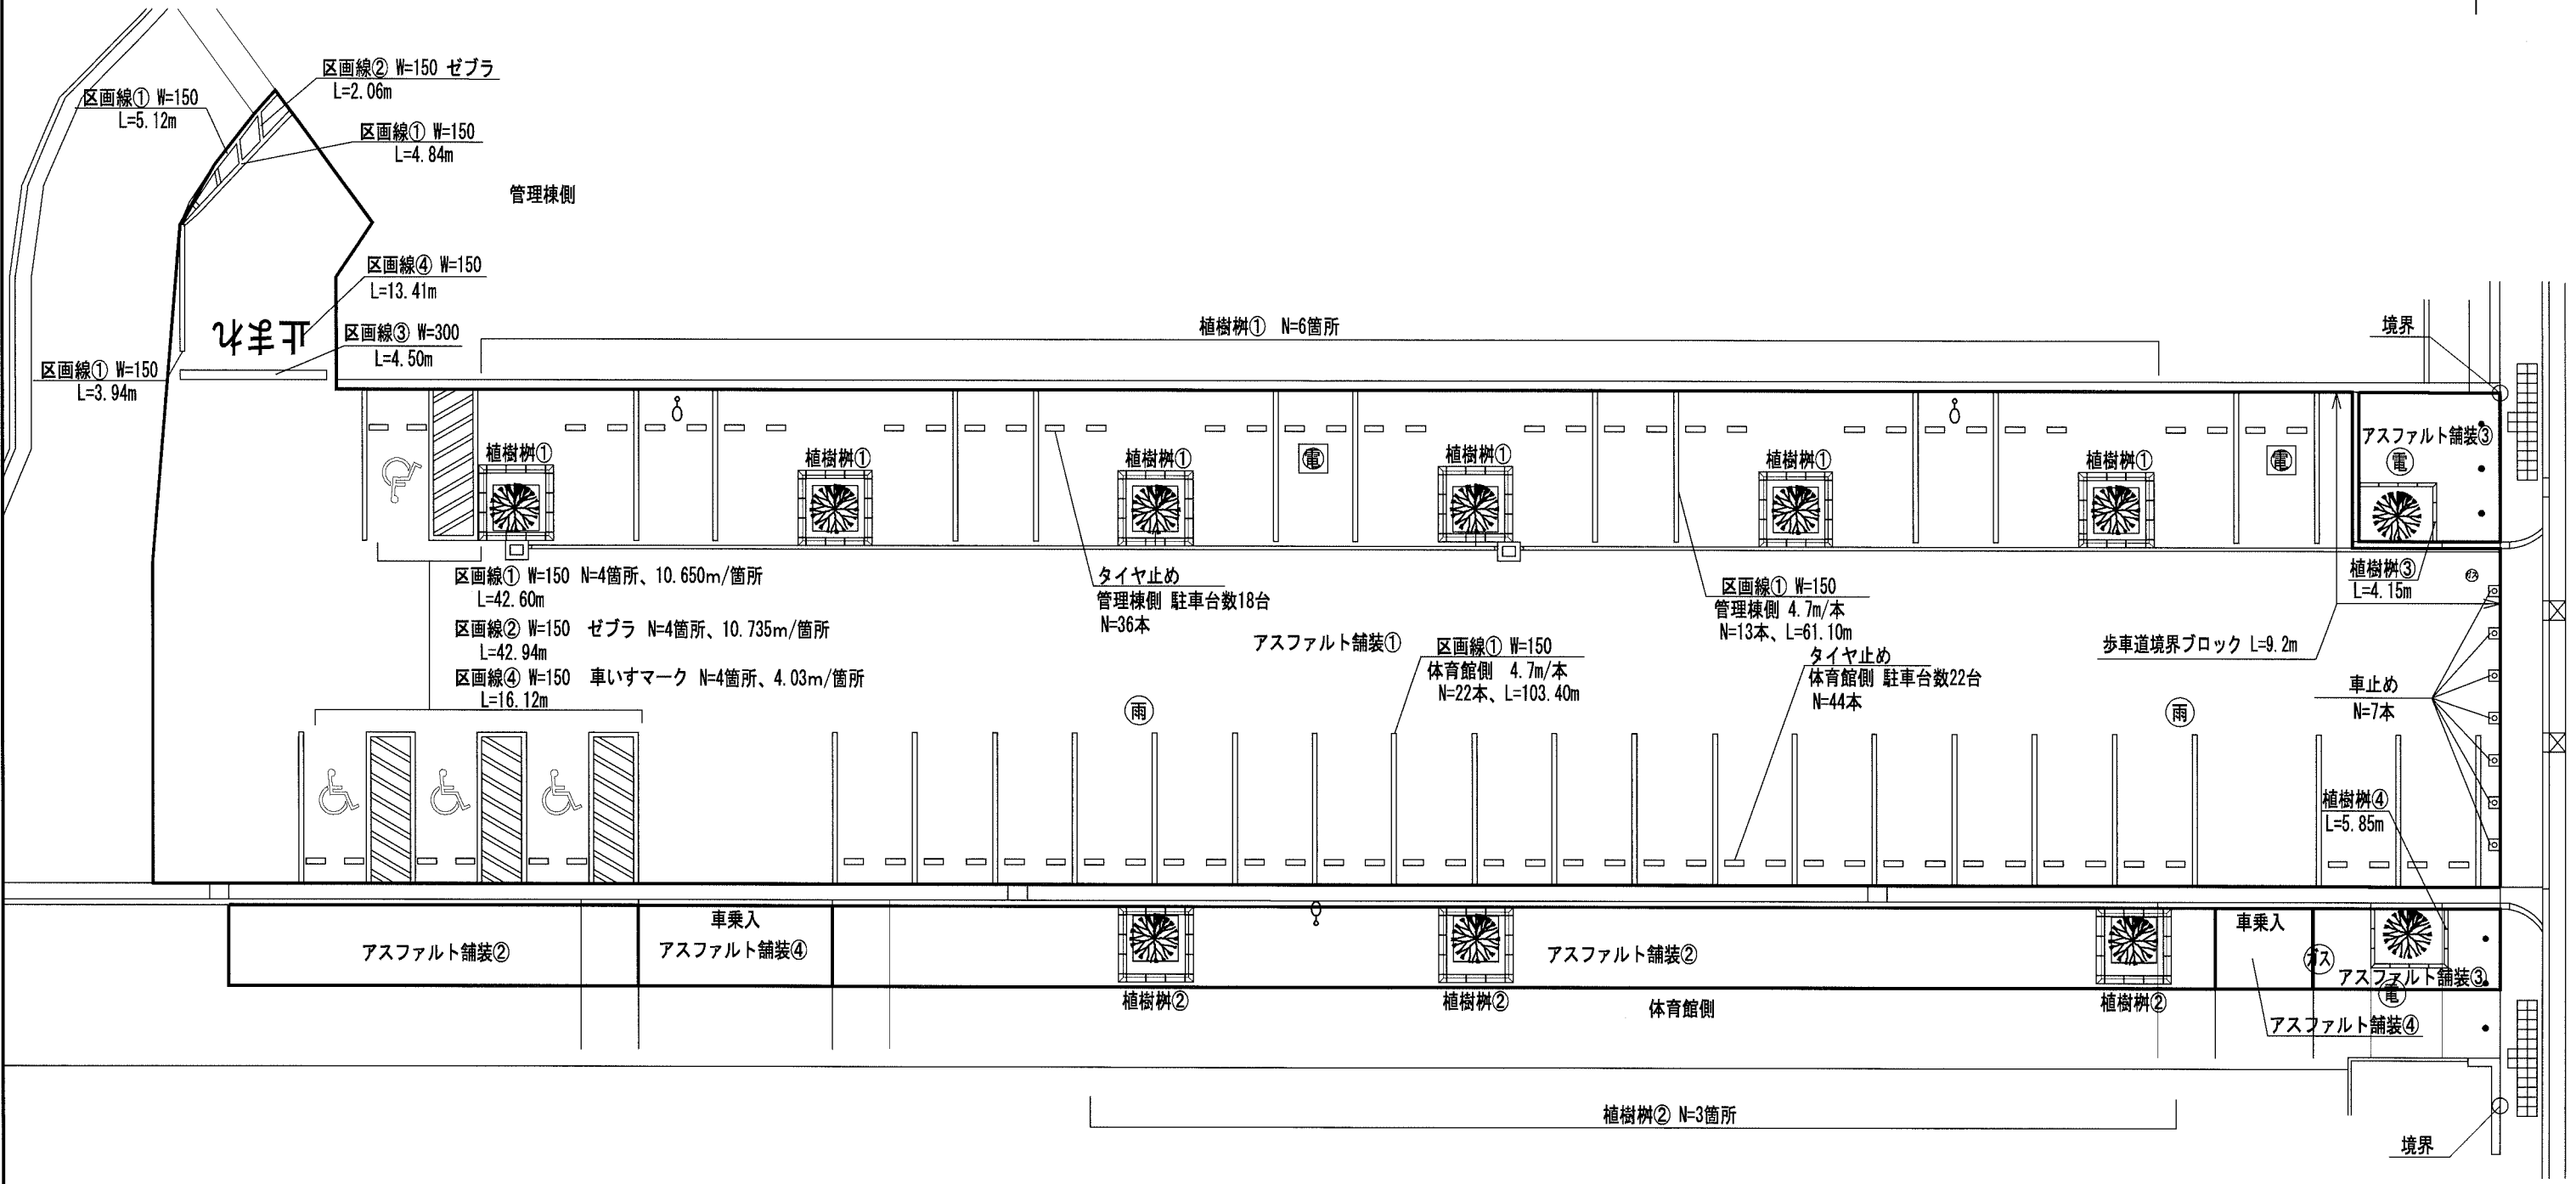 区画線② W=150 ゼブラ
L=2.06m
区画線① W=150
L=5.12m
区画線① W=150
L=4.84m
管理棟側
区画線④ W=150
L=13.41m
止まれ
区画線③ W=300
L=4.50m
区画線① W=150
L=3.94m
植樹桝① N=6箇所
境界
植樹桝①
植樹桝①
植樹桝①
植樹桝①
植樹桝①
植樹桝①
電
電
アスファルト舗装③
電
区画線① W=150 N=4箇所、10.650m/箇所
L=42.60m
区画線② W=150 ゼブラ N=4箇所、10.735m/箇所
L=42.94m
区画線④ W=150 車いすマーク N=4箇所、4.03m/箇所
L=16.12m
タイヤ止め
管理棟側 駐車台数18台
N=36本
アスファルト舗装①
区画線① W=150
管理棟側 4.7m/本
N=13本、L=61.10m
区画線① W=150
体育館側 4.7m/本
N=22本、L=103.40m
タイヤ止め
体育館側 駐車台数22台
N=44本
植樹桝③
L=4.15m
歩車道境界ブロック L=9.2m
車止め
N=7本
雨
雨
植樹桝④
L=5.85m
アスファルト舗装②
車乗入
アスファルト舗装④
アスファルト舗装②
車乗入
ガス
アスファルト舗装③
電
アスファルト舗装④
植樹桝②
植樹桝②
植樹桝②
体育館側
植樹桝② N=3箇所
境界